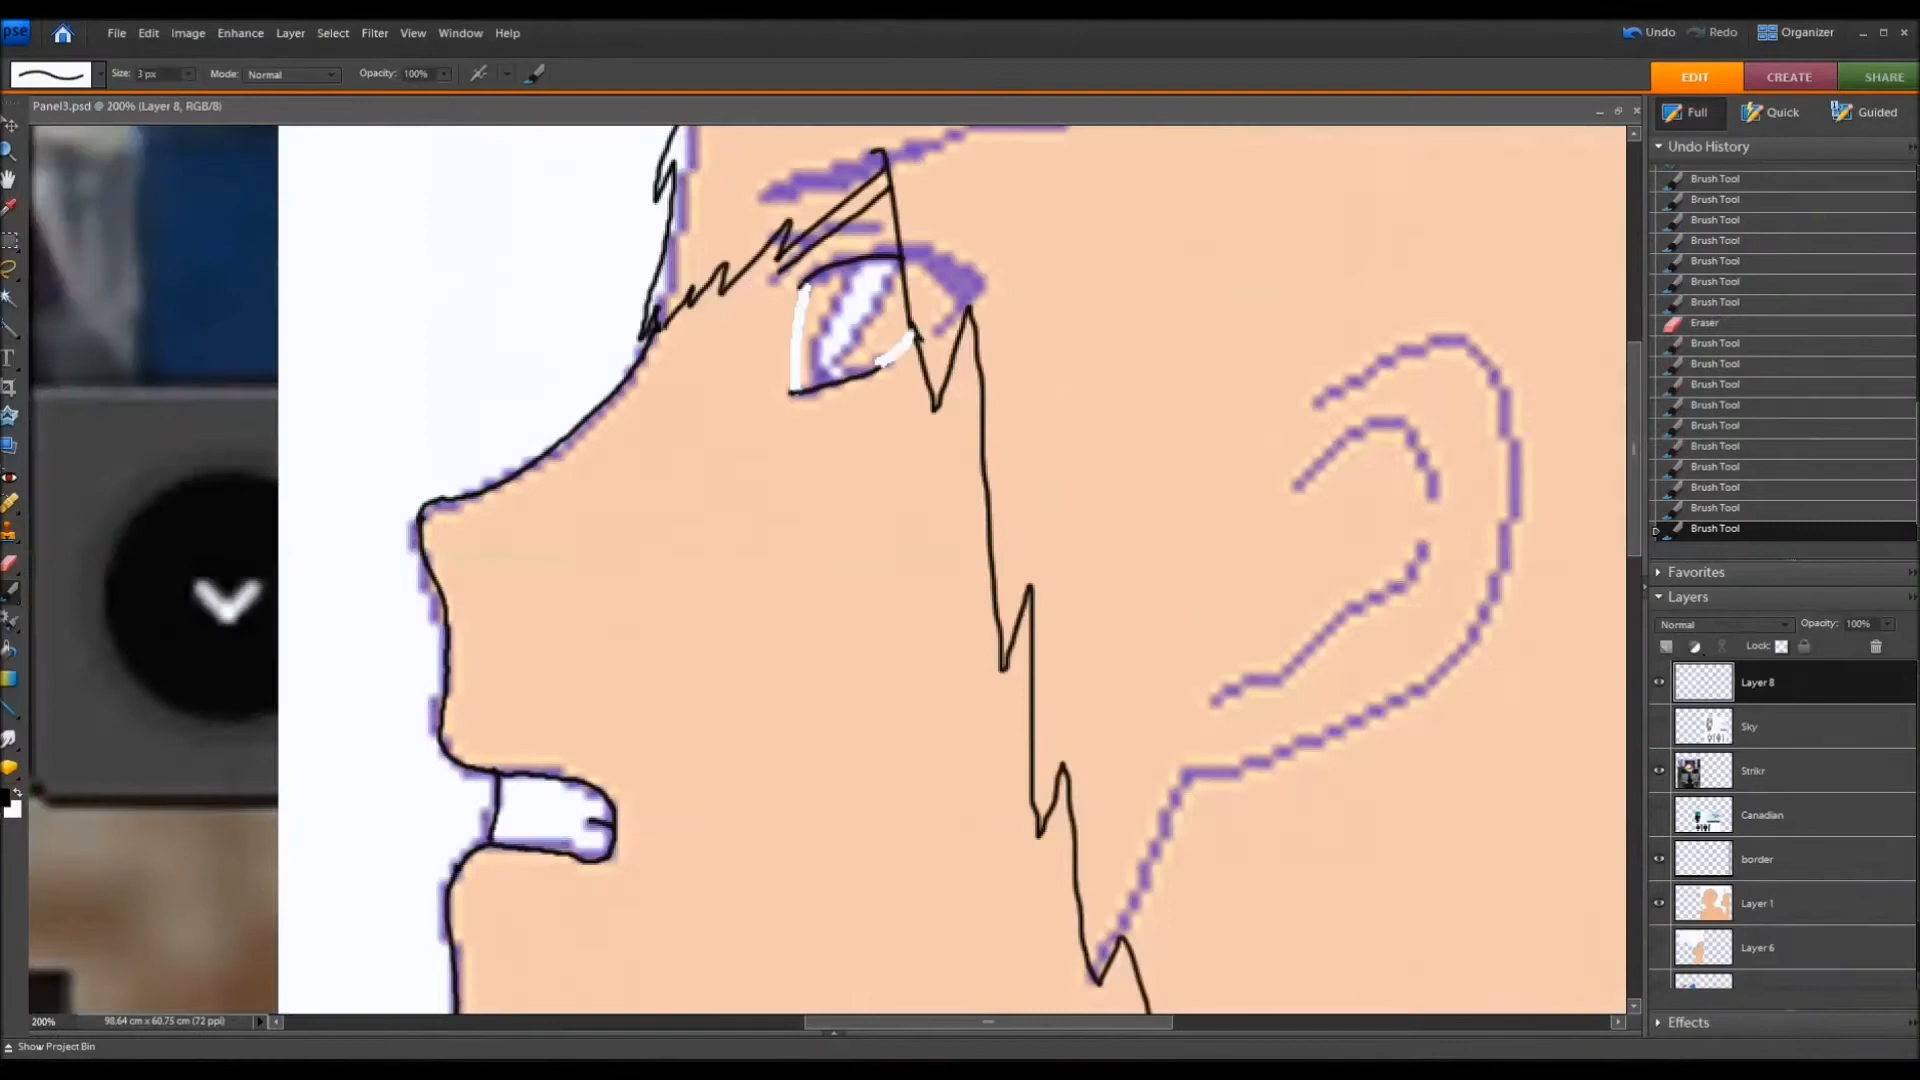 pse File Edit Image Enhance Layer Select Filter View Window Help Undo Redo Organizer
Size: 3 px Mode: Normal Opacity: 100% EDIT CREATE SHARE
Panel3.psd @ 200% (Layer 8, RGB/8)
Full Quick Guided
Undo History
Brush Tool
Brush Tool
Brush Tool
Brush Tool
Brush Tool
Brush Tool
Brush Tool
Eraser
Brush Tool
Brush Tool
Brush Tool
Brush Tool
Brush Tool
Brush Tool
Brush Tool
Brush Tool
Brush Tool
Brush Tool
Favorites
Layers
Normal Opacity: 100%
Lock:
Layer 8
Sky
Strikr
Canadian
border
Layer 1
Layer 6
200% 98.64 cm x 60.75 cm (72 ppi)
Effects
Show Project Bin